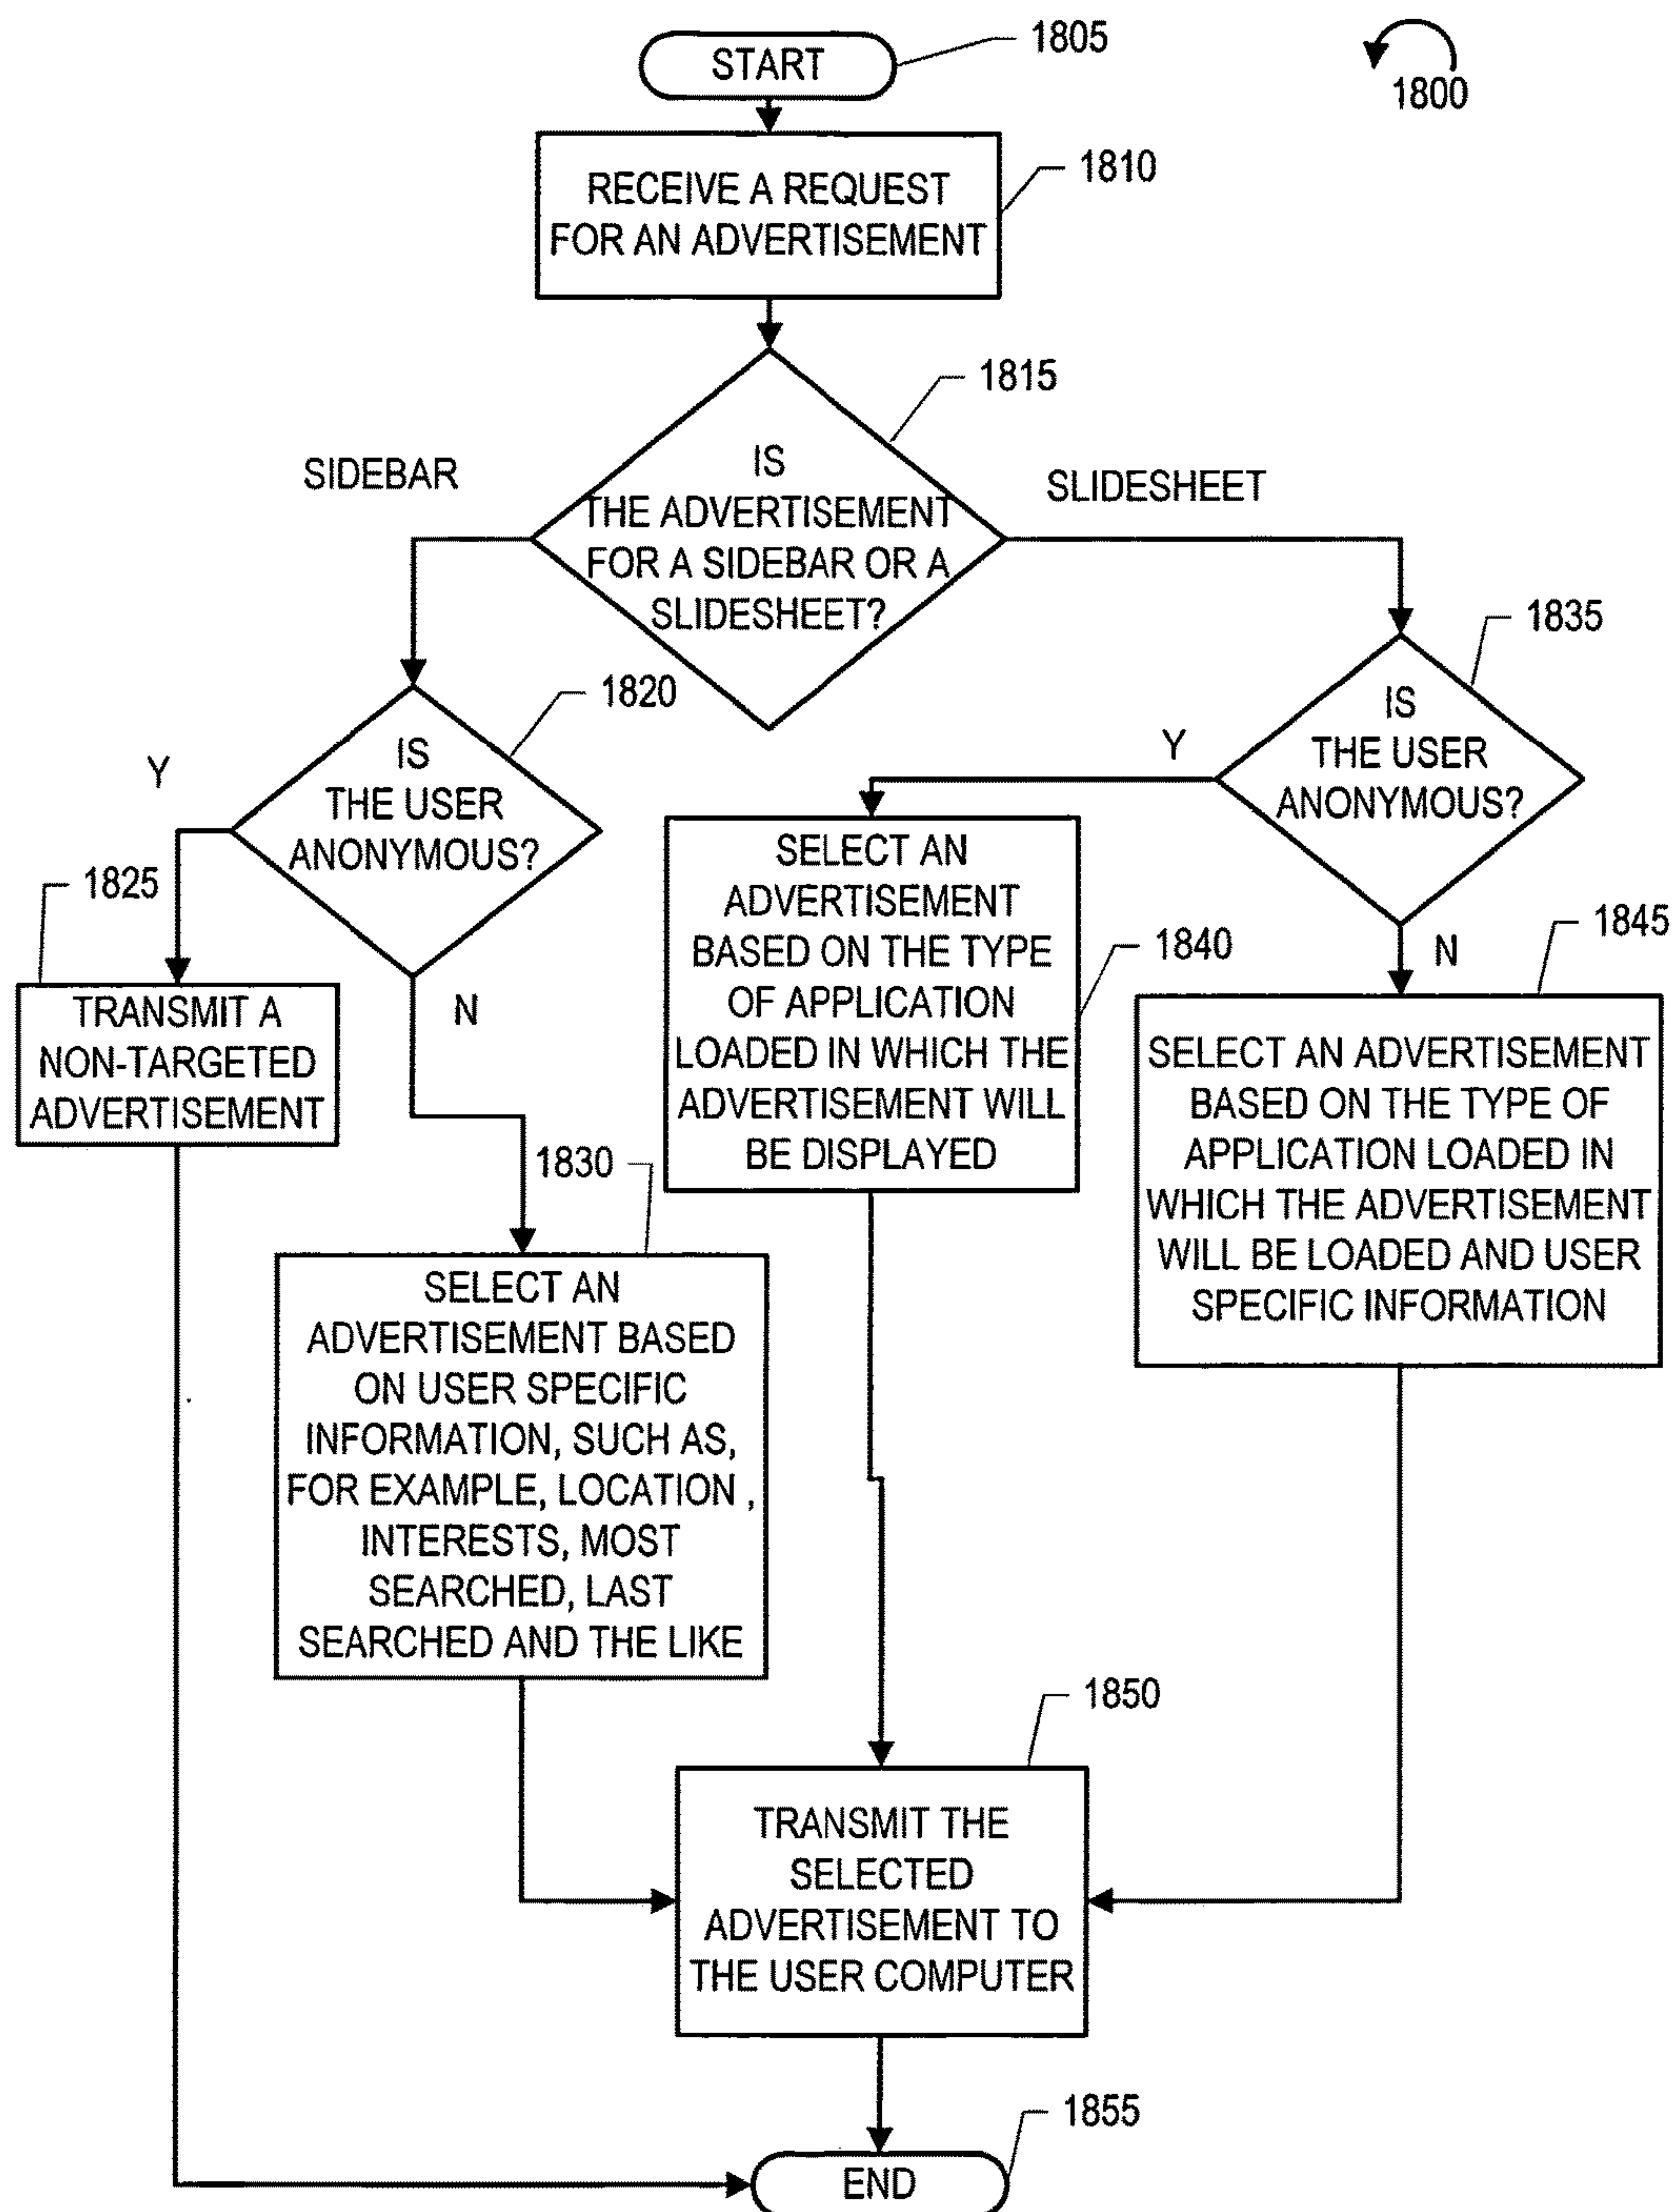 START
1805
1800
RECEIVE A REQUEST
FOR AN ADVERTISEMENT
1810
1815
IS
THE ADVERTISEMENT
FOR A SIDEBAR OR A
SLIDESHEET?
SIDEBAR
SLIDESHEET
1820
IS
THE USER
ANONYMOUS?
Y
N
1835
IS
THE USER
ANONYMOUS?
Y
N
1825
TRANSMIT A
NON-TARGETED
ADVERTISEMENT
1840
SELECT AN
ADVERTISEMENT
BASED ON THE TYPE
OF APPLICATION
LOADED IN WHICH THE
ADVERTISEMENT WILL
BE DISPLAYED
1845
SELECT AN ADVERTISEMENT
BASED ON THE TYPE OF
APPLICATION LOADED IN
WHICH THE ADVERTISEMENT
WILL BE LOADED AND USER
SPECIFIC INFORMATION
1830
SELECT AN
ADVERTISEMENT BASED
ON USER SPECIFIC
INFORMATION, SUCH AS,
FOR EXAMPLE, LOCATION ,
INTERESTS, MOST
SEARCHED, LAST
SEARCHED AND THE LIKE
1850
TRANSMIT THE
SELECTED
ADVERTISEMENT TO
THE USER COMPUTER
1855
END